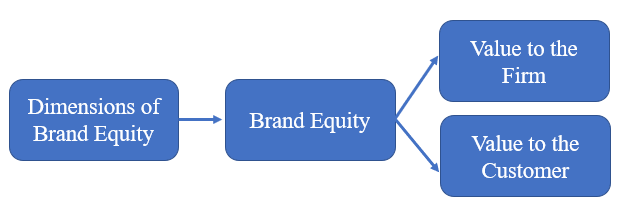 Dimensions of
Brand Equity
Brand Equity
Value to the
Firm
Value to the
Customer